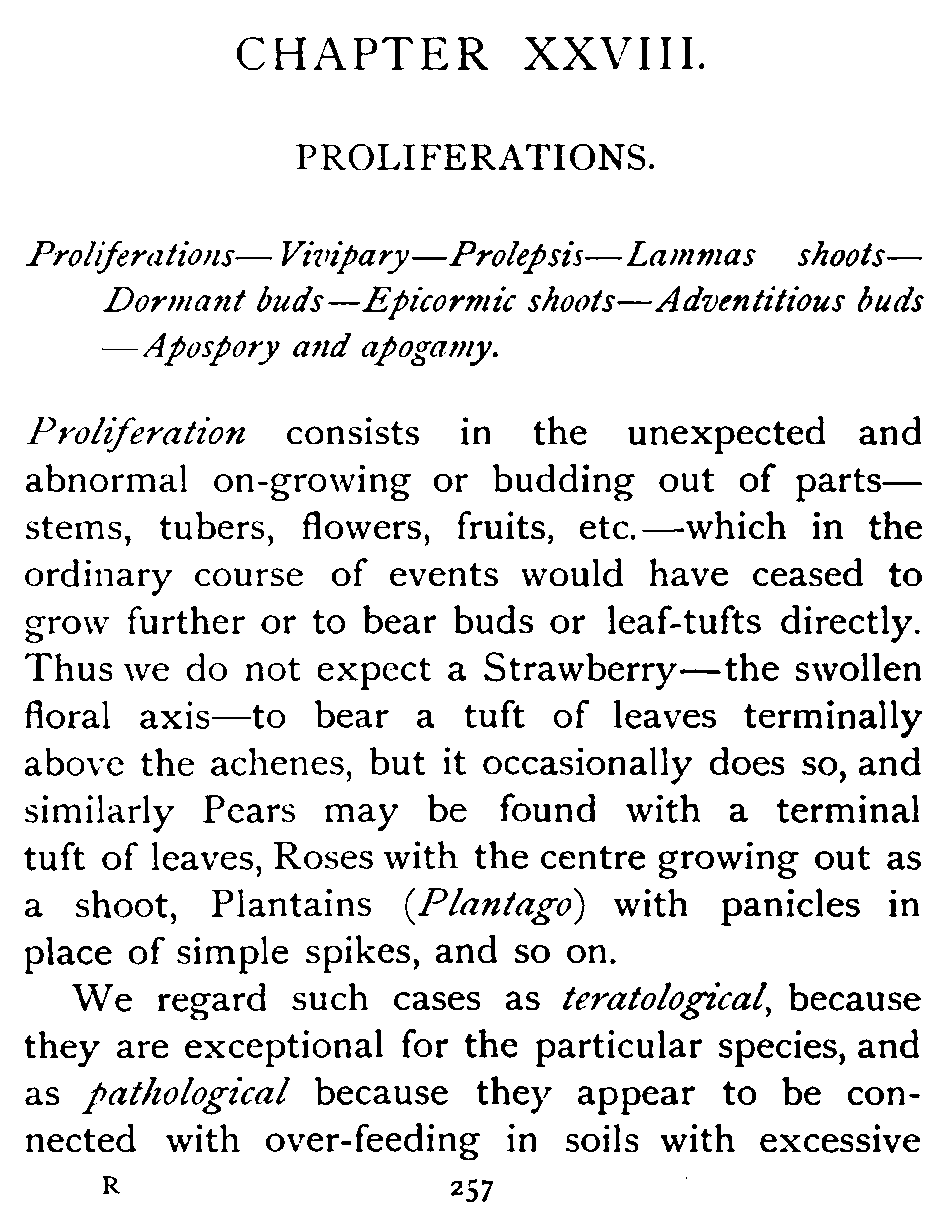 CHAPTER XXVIII.
PROLIFERATIONS.
Proliferations—Vivipary—Prolepsis—Lammas shoots—
Dormant buds—Epicormic shoots—Adventitious buds
—Apospory and apogamy.
Proliferation consists in the unexpected and
abnormal on-growing or budding out of parts—
stems, tubers, flowers, fruits, etc.—which in the
ordinary course of events would have ceased to
grow further or to bear buds or leaf-tufts directly.
Thus we do not expect a Strawberry—the swollen
floral axis—to bear a tuft of leaves terminally
above the achenes, but it occasionally does so, and
similarly Pears may be found with a terminal
tuft of leaves, Roses with the centre growing out as
a shoot, Plantains (Plantago) with panicles in
place of simple spikes, and so on.
We regard such cases as teratological, because
they are exceptional for the particular species, and
as pathological because they appear to be con-
nected with over-feeding in soils with excessive
R 257